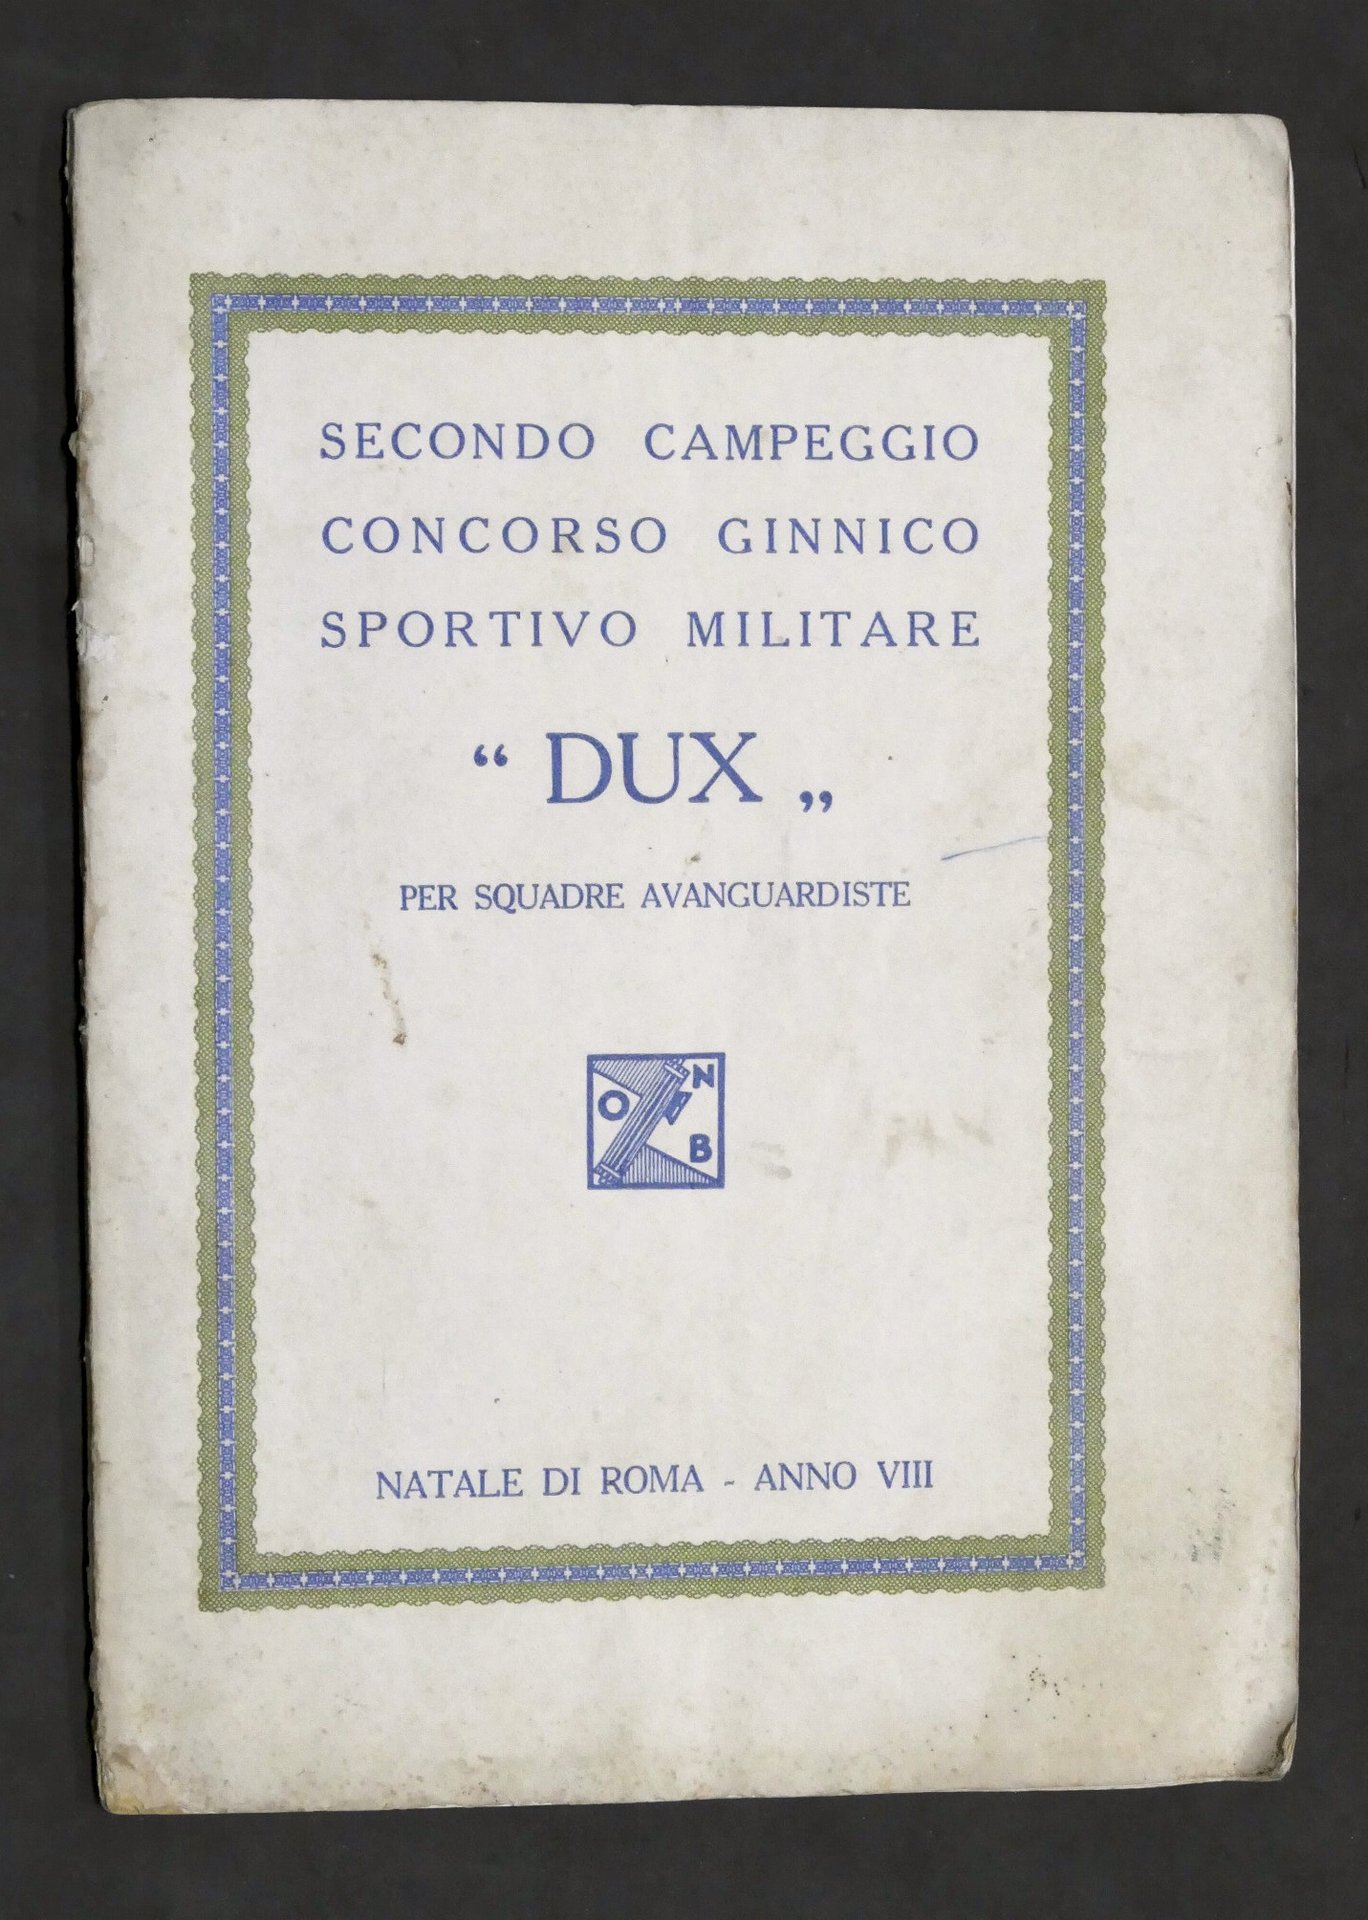 SECONDO CAMPEGGIO
CONCORSO GINNICO
SPORTIVO MILITARE
“ DUX „
PER SQUADRE AVANGUARDISTE
O N
B
NATALE DI ROMA - ANNO VIII